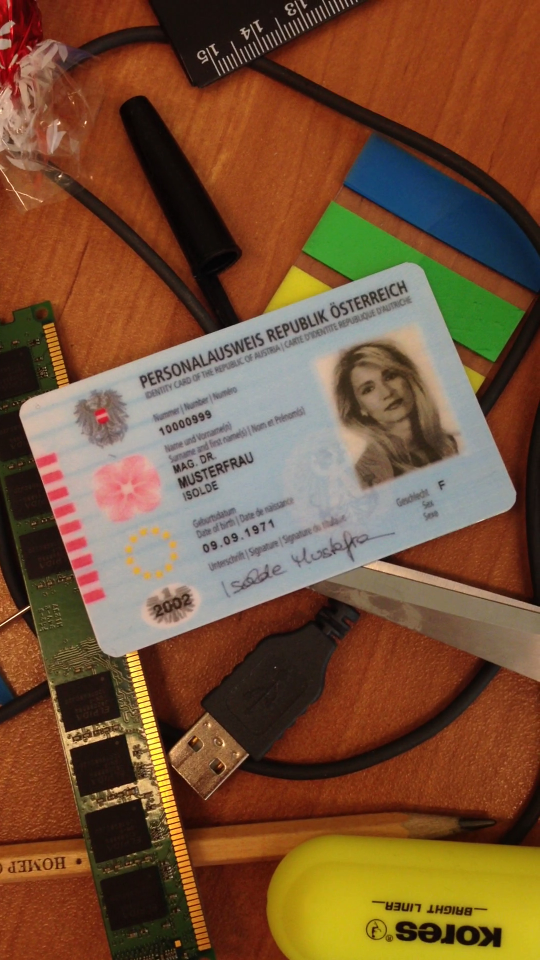 15 14 13
PERSONALAUSWEIS REPUBLIK ÖSTERREICH
IDENTITY CARD OF THE REPUBLIC OF AUSTRIA | CARTE D'IDENTITÉ RÉPUBLIQUE D'AUTRICHE
Nummer | Number | Numéro
10000999
Name und Vorname(n)
Surname and first name(s) | Nom et Prénom(s)
MAG. DR.
MUSTERFRAU
ISOLDE
Geburtsdatum
Date of birth | Date de naissance
09.09.1971
Geschlecht F
Sex
Sexe
Unterschrift | Signature | Signature du titulaire
Isolde Mustefra
2002
HOMEP
Kores
BRIGHT LINER